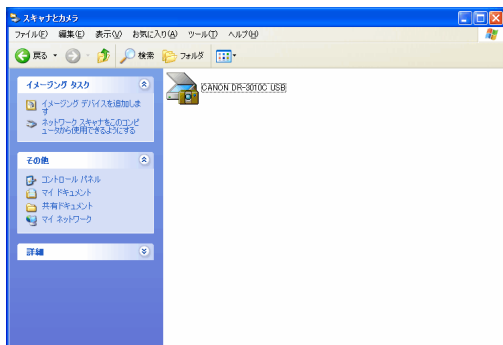 スキャナとカメラ
ファイル(F) 編集(E) 表示(V) お気に入り(A) ツール(T) ヘルプ(H)
戻る 検索 フォルダ
イメージング タスク
イメージング デバイスを追加しま
す
ネットワーク スキャナをこのコンピ
ュータから使用できるようにする
その他
コントロール パネル
マイ ドキュメント
共有ドキュメント
マイ ネットワーク
詳細
CANON DR-3010C USB